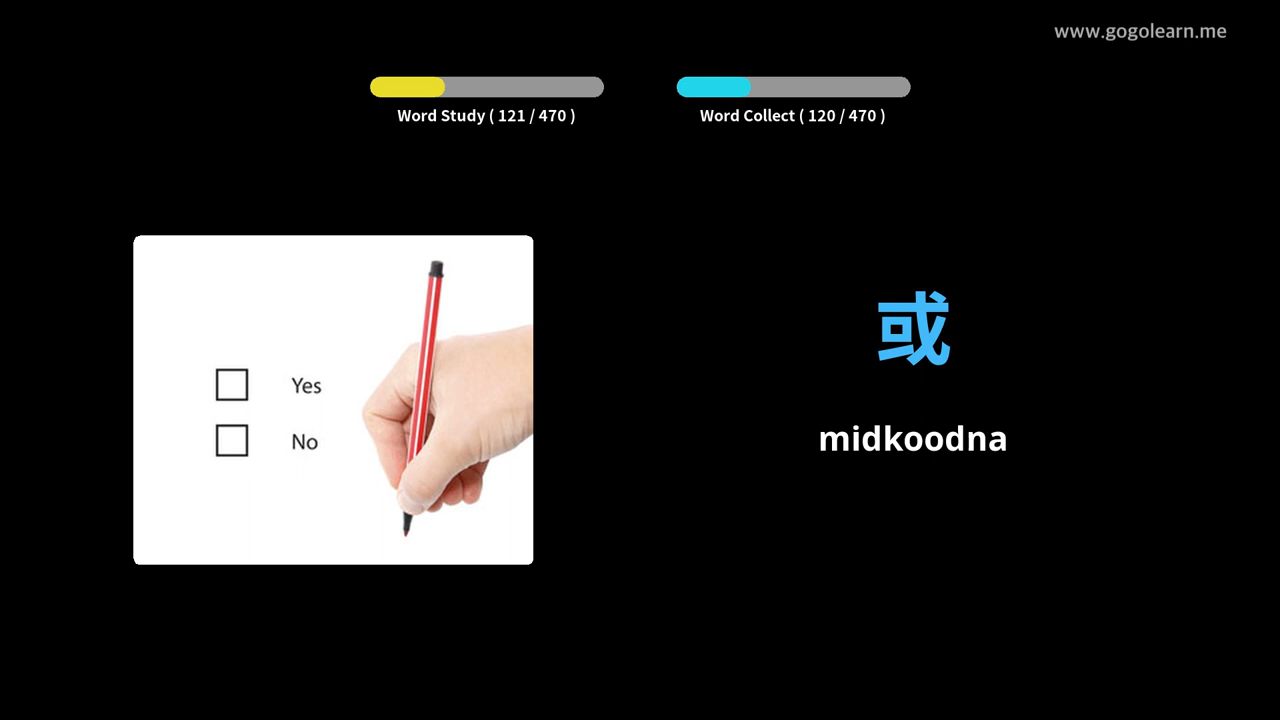 www.gogolearn.me
Word Study ( 121 / 470 )
Word Collect ( 120 / 470 )
Yes
No
或
midkoodna